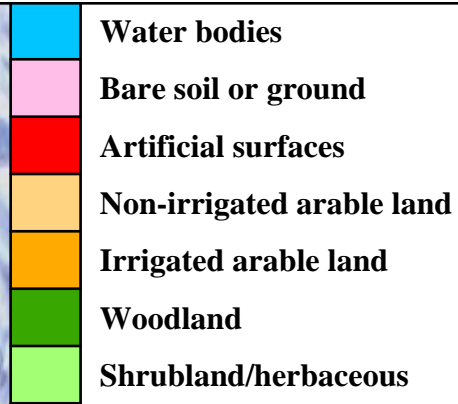 Water bodies
Bare soil or ground
Artificial surfaces
Non-irrigated arable land
Irrigated arable land
Woodland
Shrubland/herbaceous